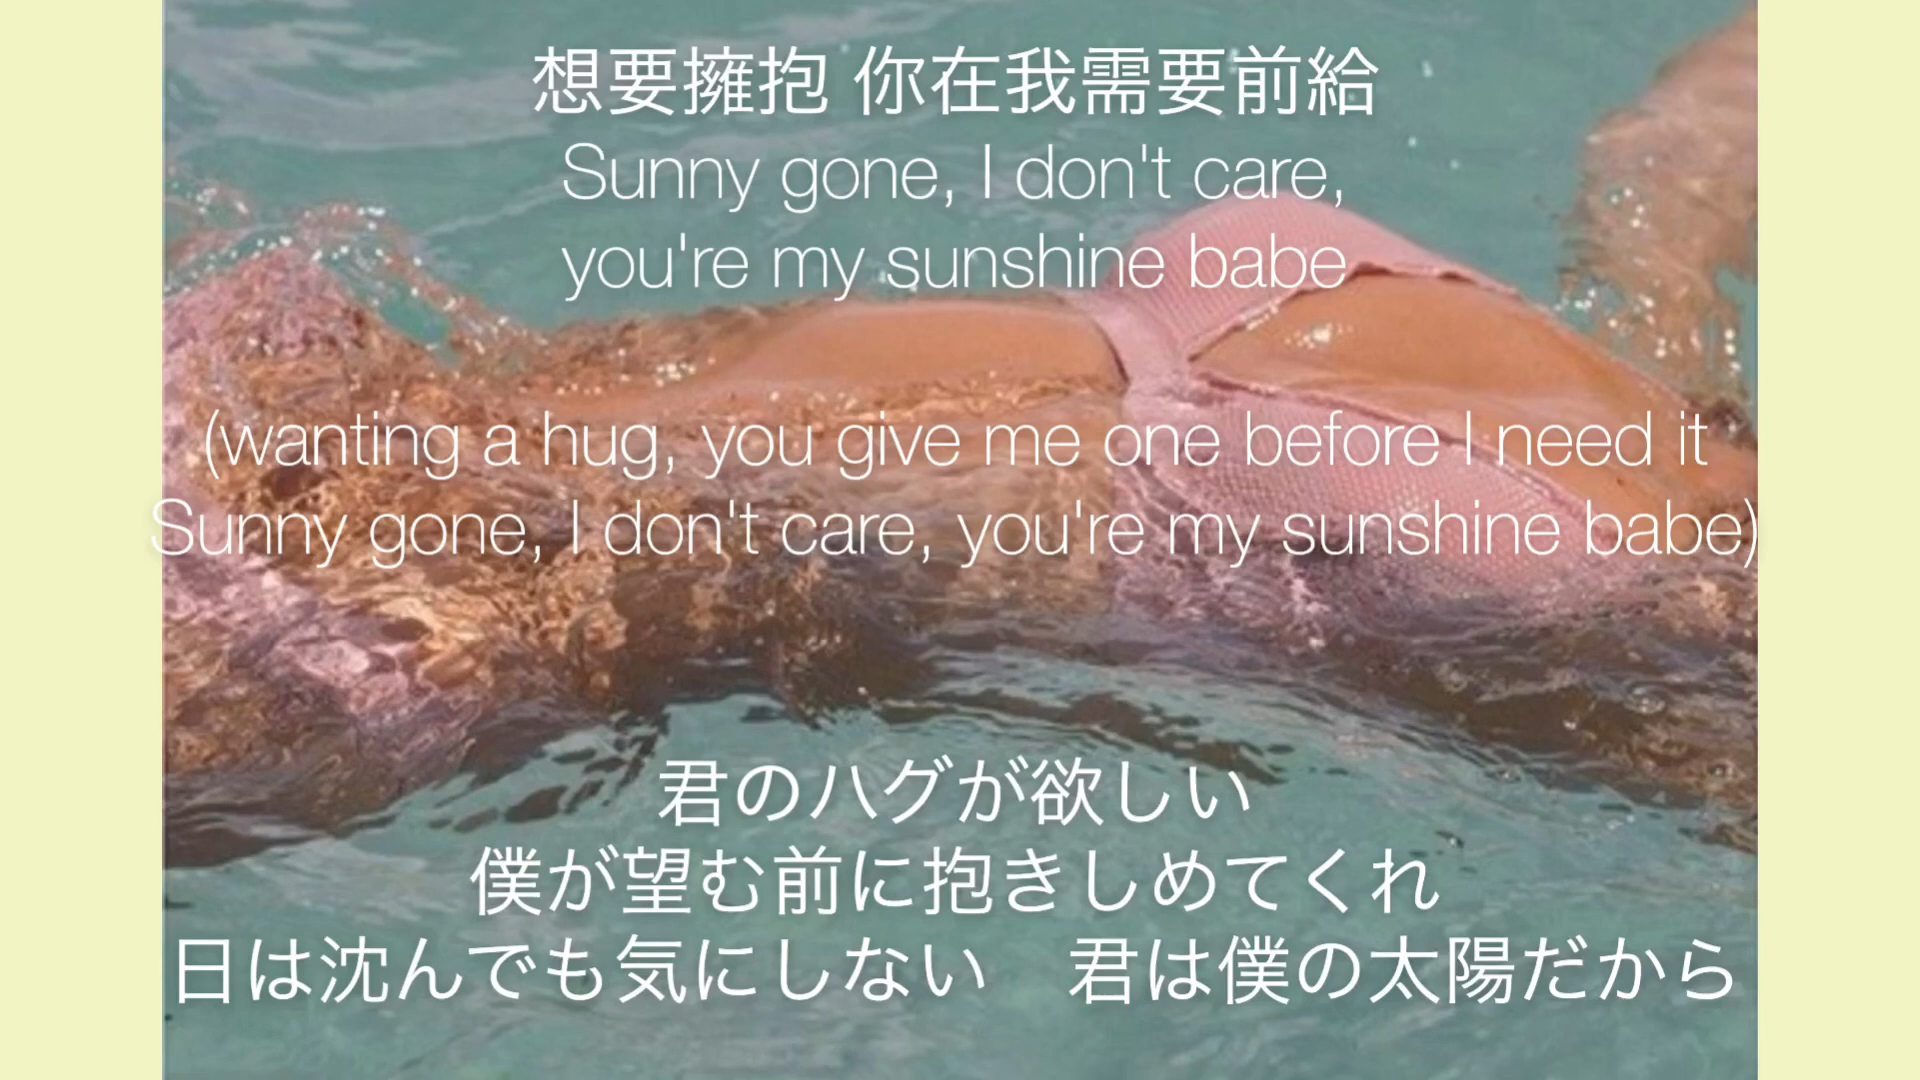 想要擁抱 你在我需要前給
Sunny gone, I don't care,
you're my sunshine babe
(wanting a hug, you give me one before I need it
Sunny gone, I don't care, you're my sunshine babe)
君のハグが欲しい
僕が望む前に抱きしめてくれ
日は沈んでも気にしない　君は僕の太陽だから